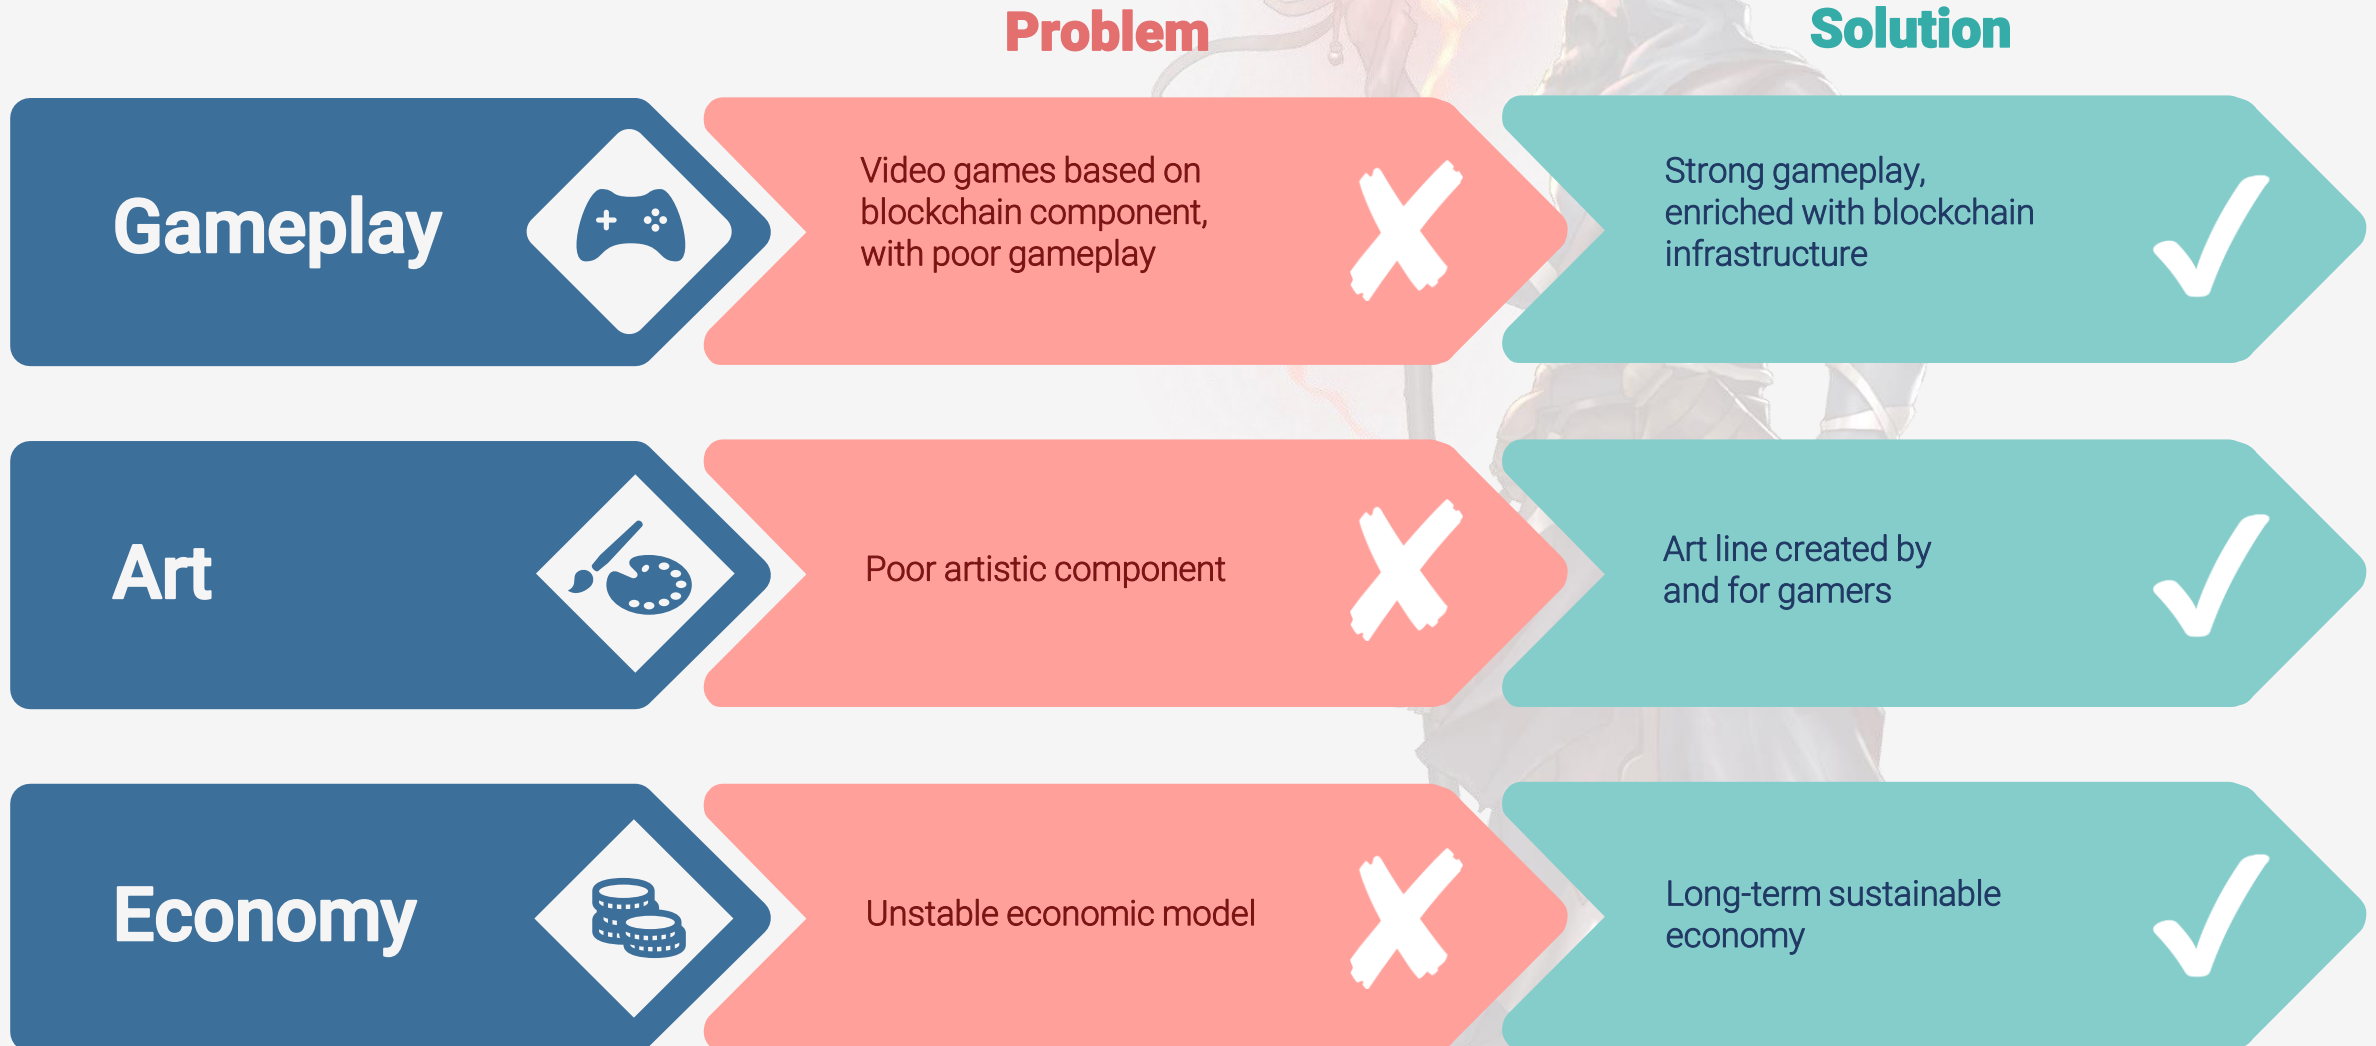 Problem
Solution
Gameplay
Video games based on
blockchain component,
with poor gameplay
Strong gameplay,
enriched with blockchain
infrastructure
Art
Poor artistic component
Art line created by
and for gamers
Economy
Unstable economic model
Long-term sustainable
economy